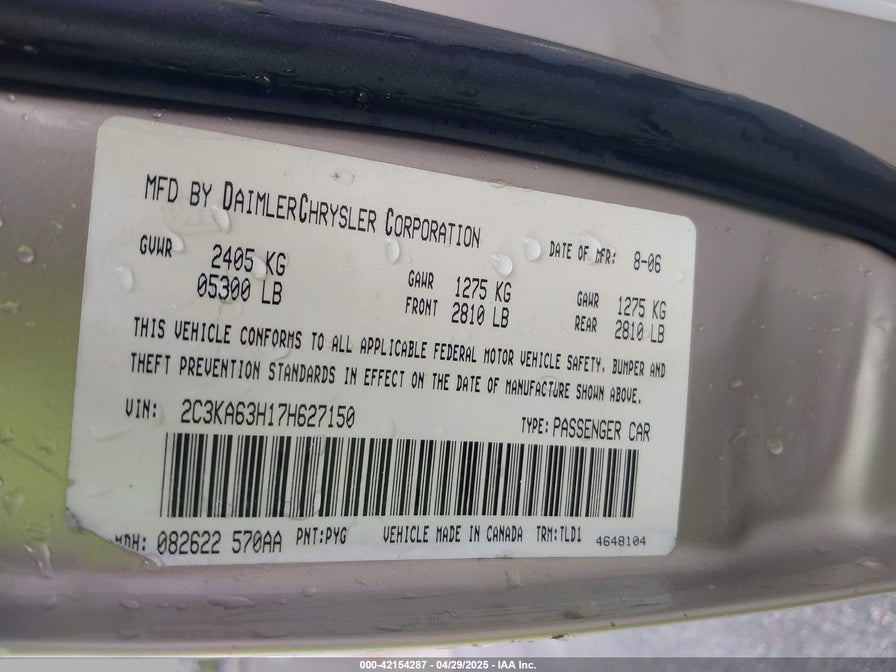 MFD BY DAIMLERCHRYSLER CORPORATION
DATE OF MFR: 8-06
GVWR 2405 KG 05300 LB
GAWR FRONT 1275 KG 2810 LB
GAWR REAR 1275 KG 2810 LB
THIS VEHICLE CONFORMS TO ALL APPLICABLE FEDERAL MOTOR VEHICLE SAFETY, BUMPER AND
THEFT PREVENTION STANDARDS IN EFFECT ON THE DATE OF MANUFACTURE SHOWN ABOVE.
VIN: 2C3KA63H17H627150 TYPE: PASSENGER CAR
MDH: 082622 570AA PNT:PYG VEHICLE MADE IN CANADA TRM:TLD1 4648104
000-42154287 - 04/29/2025 - IAA Inc.